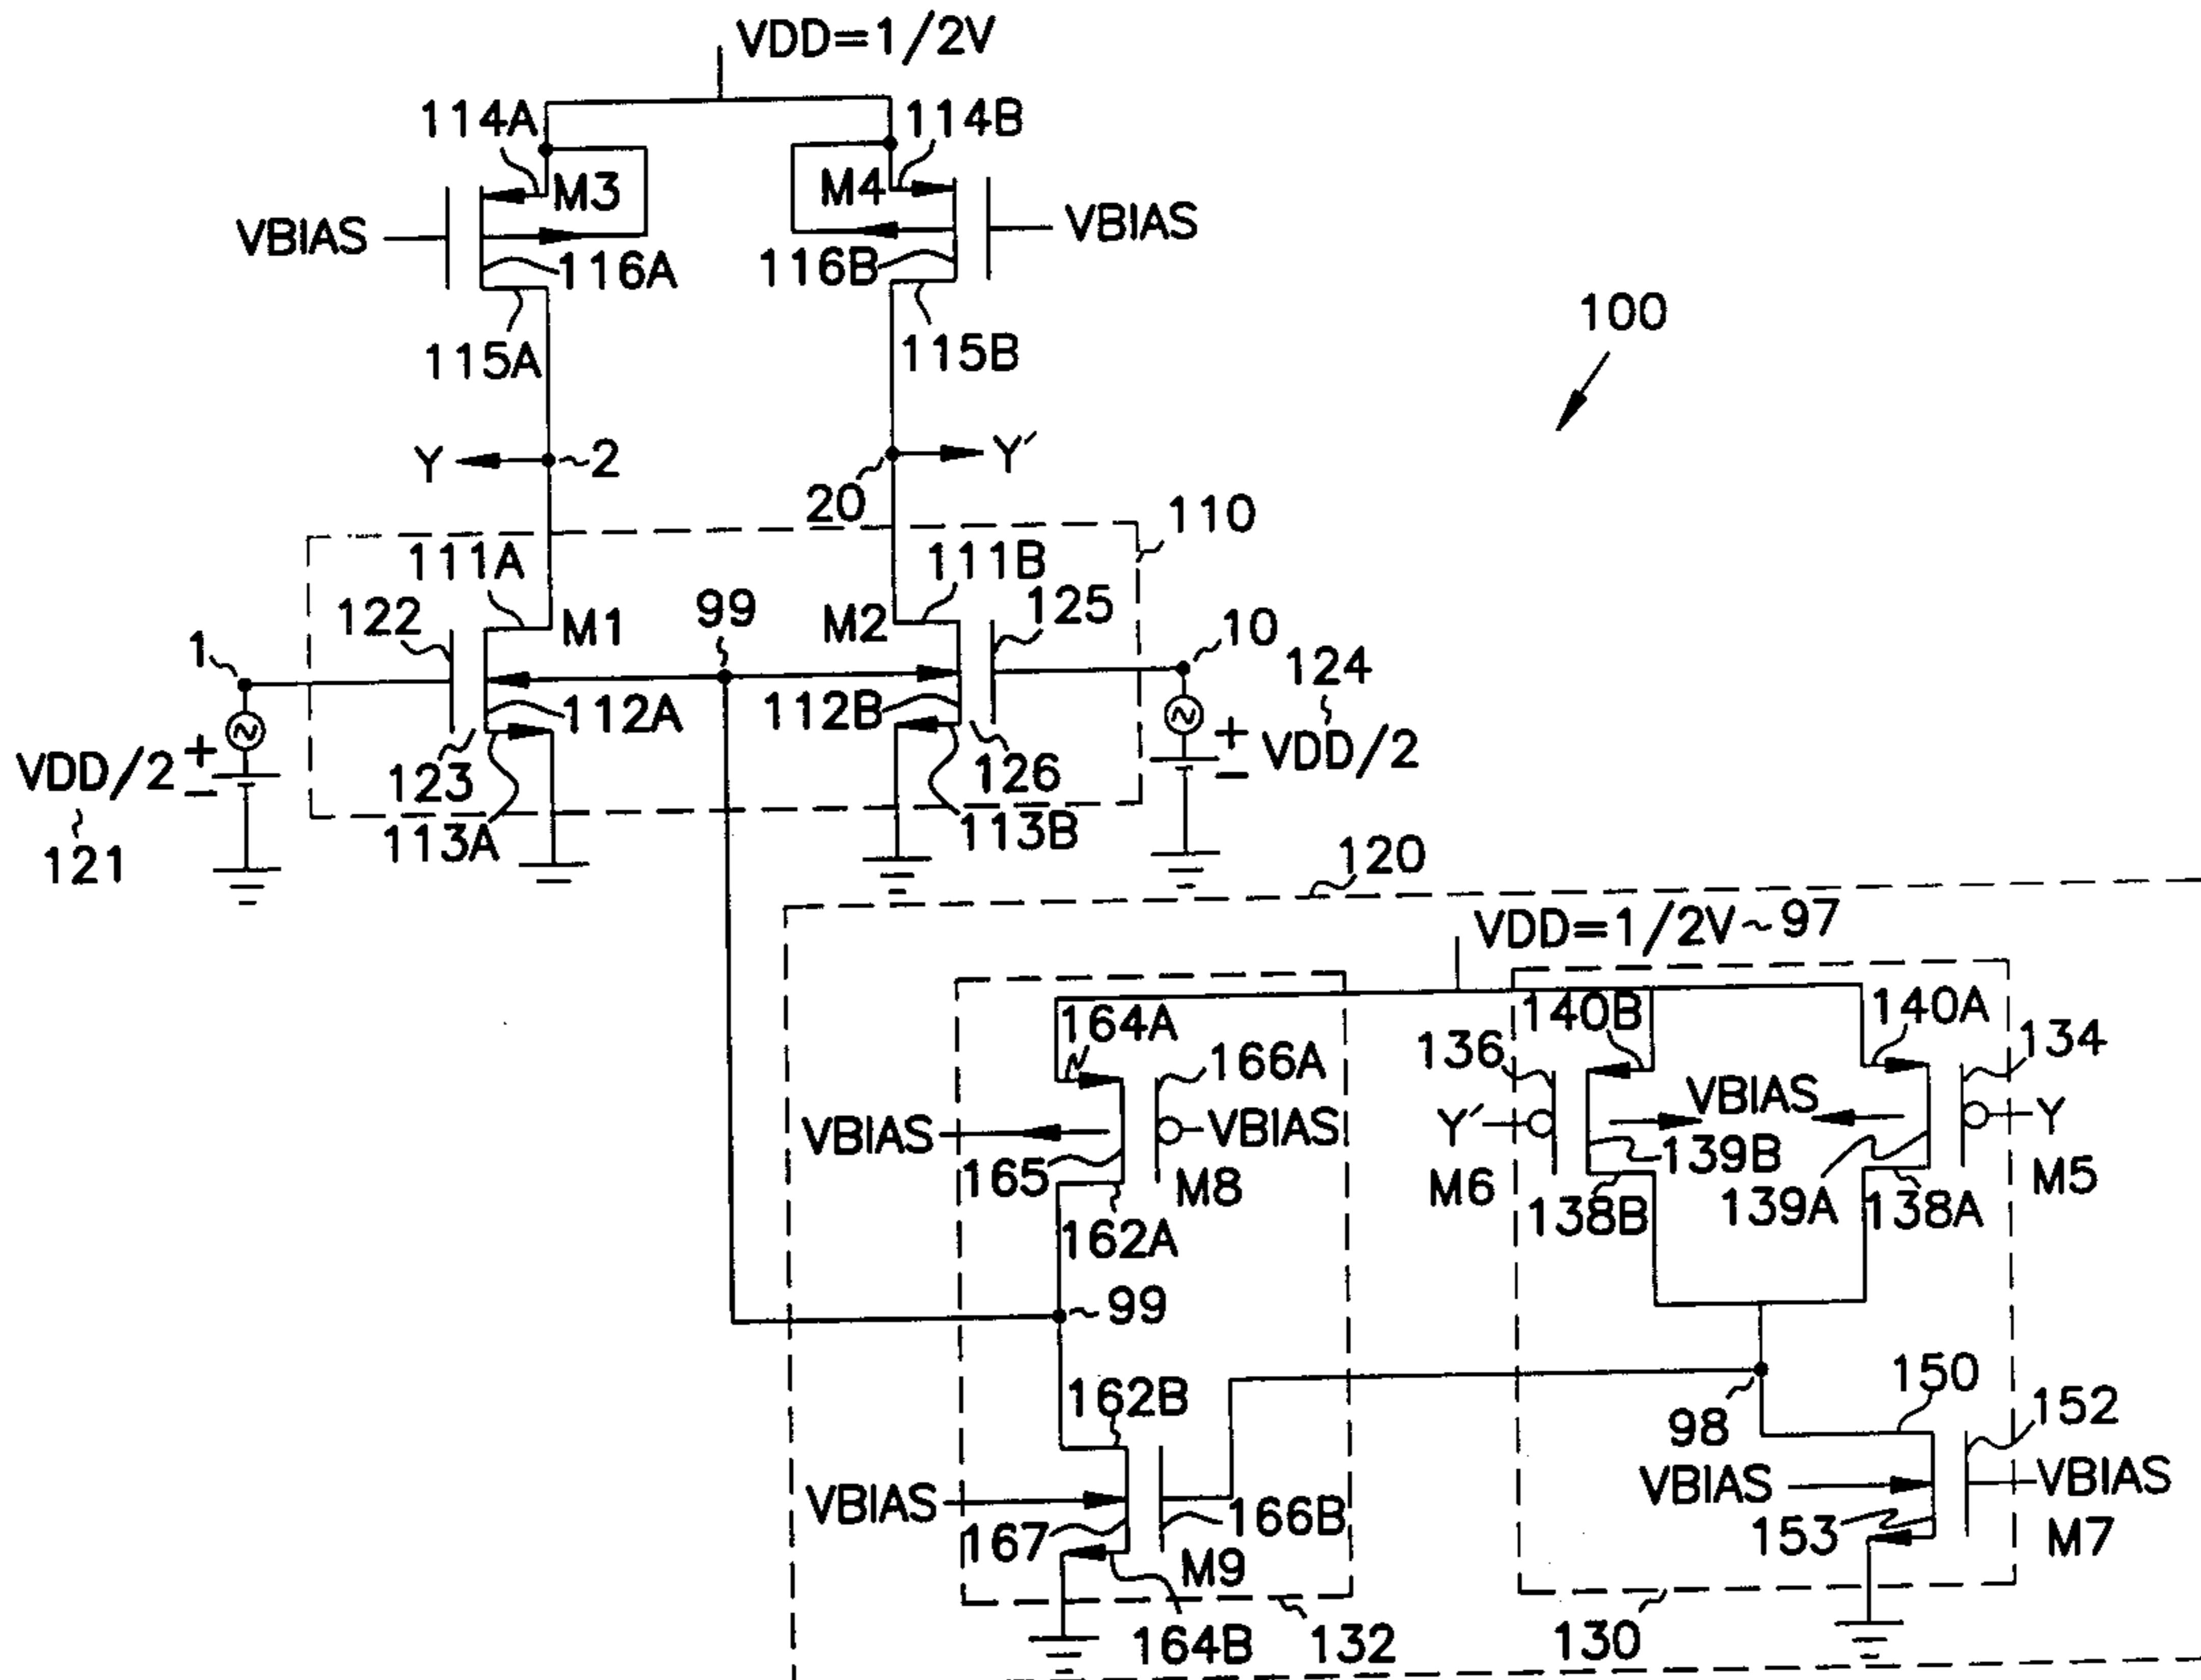 VDD=1/2V
114A
114B
M3
M4
VBIAS
VBIAS
116A
116B
100
115A
115B
Y
2
Y′
20
110
111A
111B
122
M1
99
M2
125
1
10
124
112A
112B
VDD/2
+
−
123
126
+
−
VDD/2
113A
113B
121
120
VDD=1/2V
97
164A
140B
140A
136
134
166A
VBIAS
VBIAS
VBIAS
Y′
Y
165
139B
M8
M6
139A
M5
162A
138B
138A
99
162B
150
98
152
VBIAS
VBIAS
VBIAS
167
166B
153
M7
M9
164B
132
130